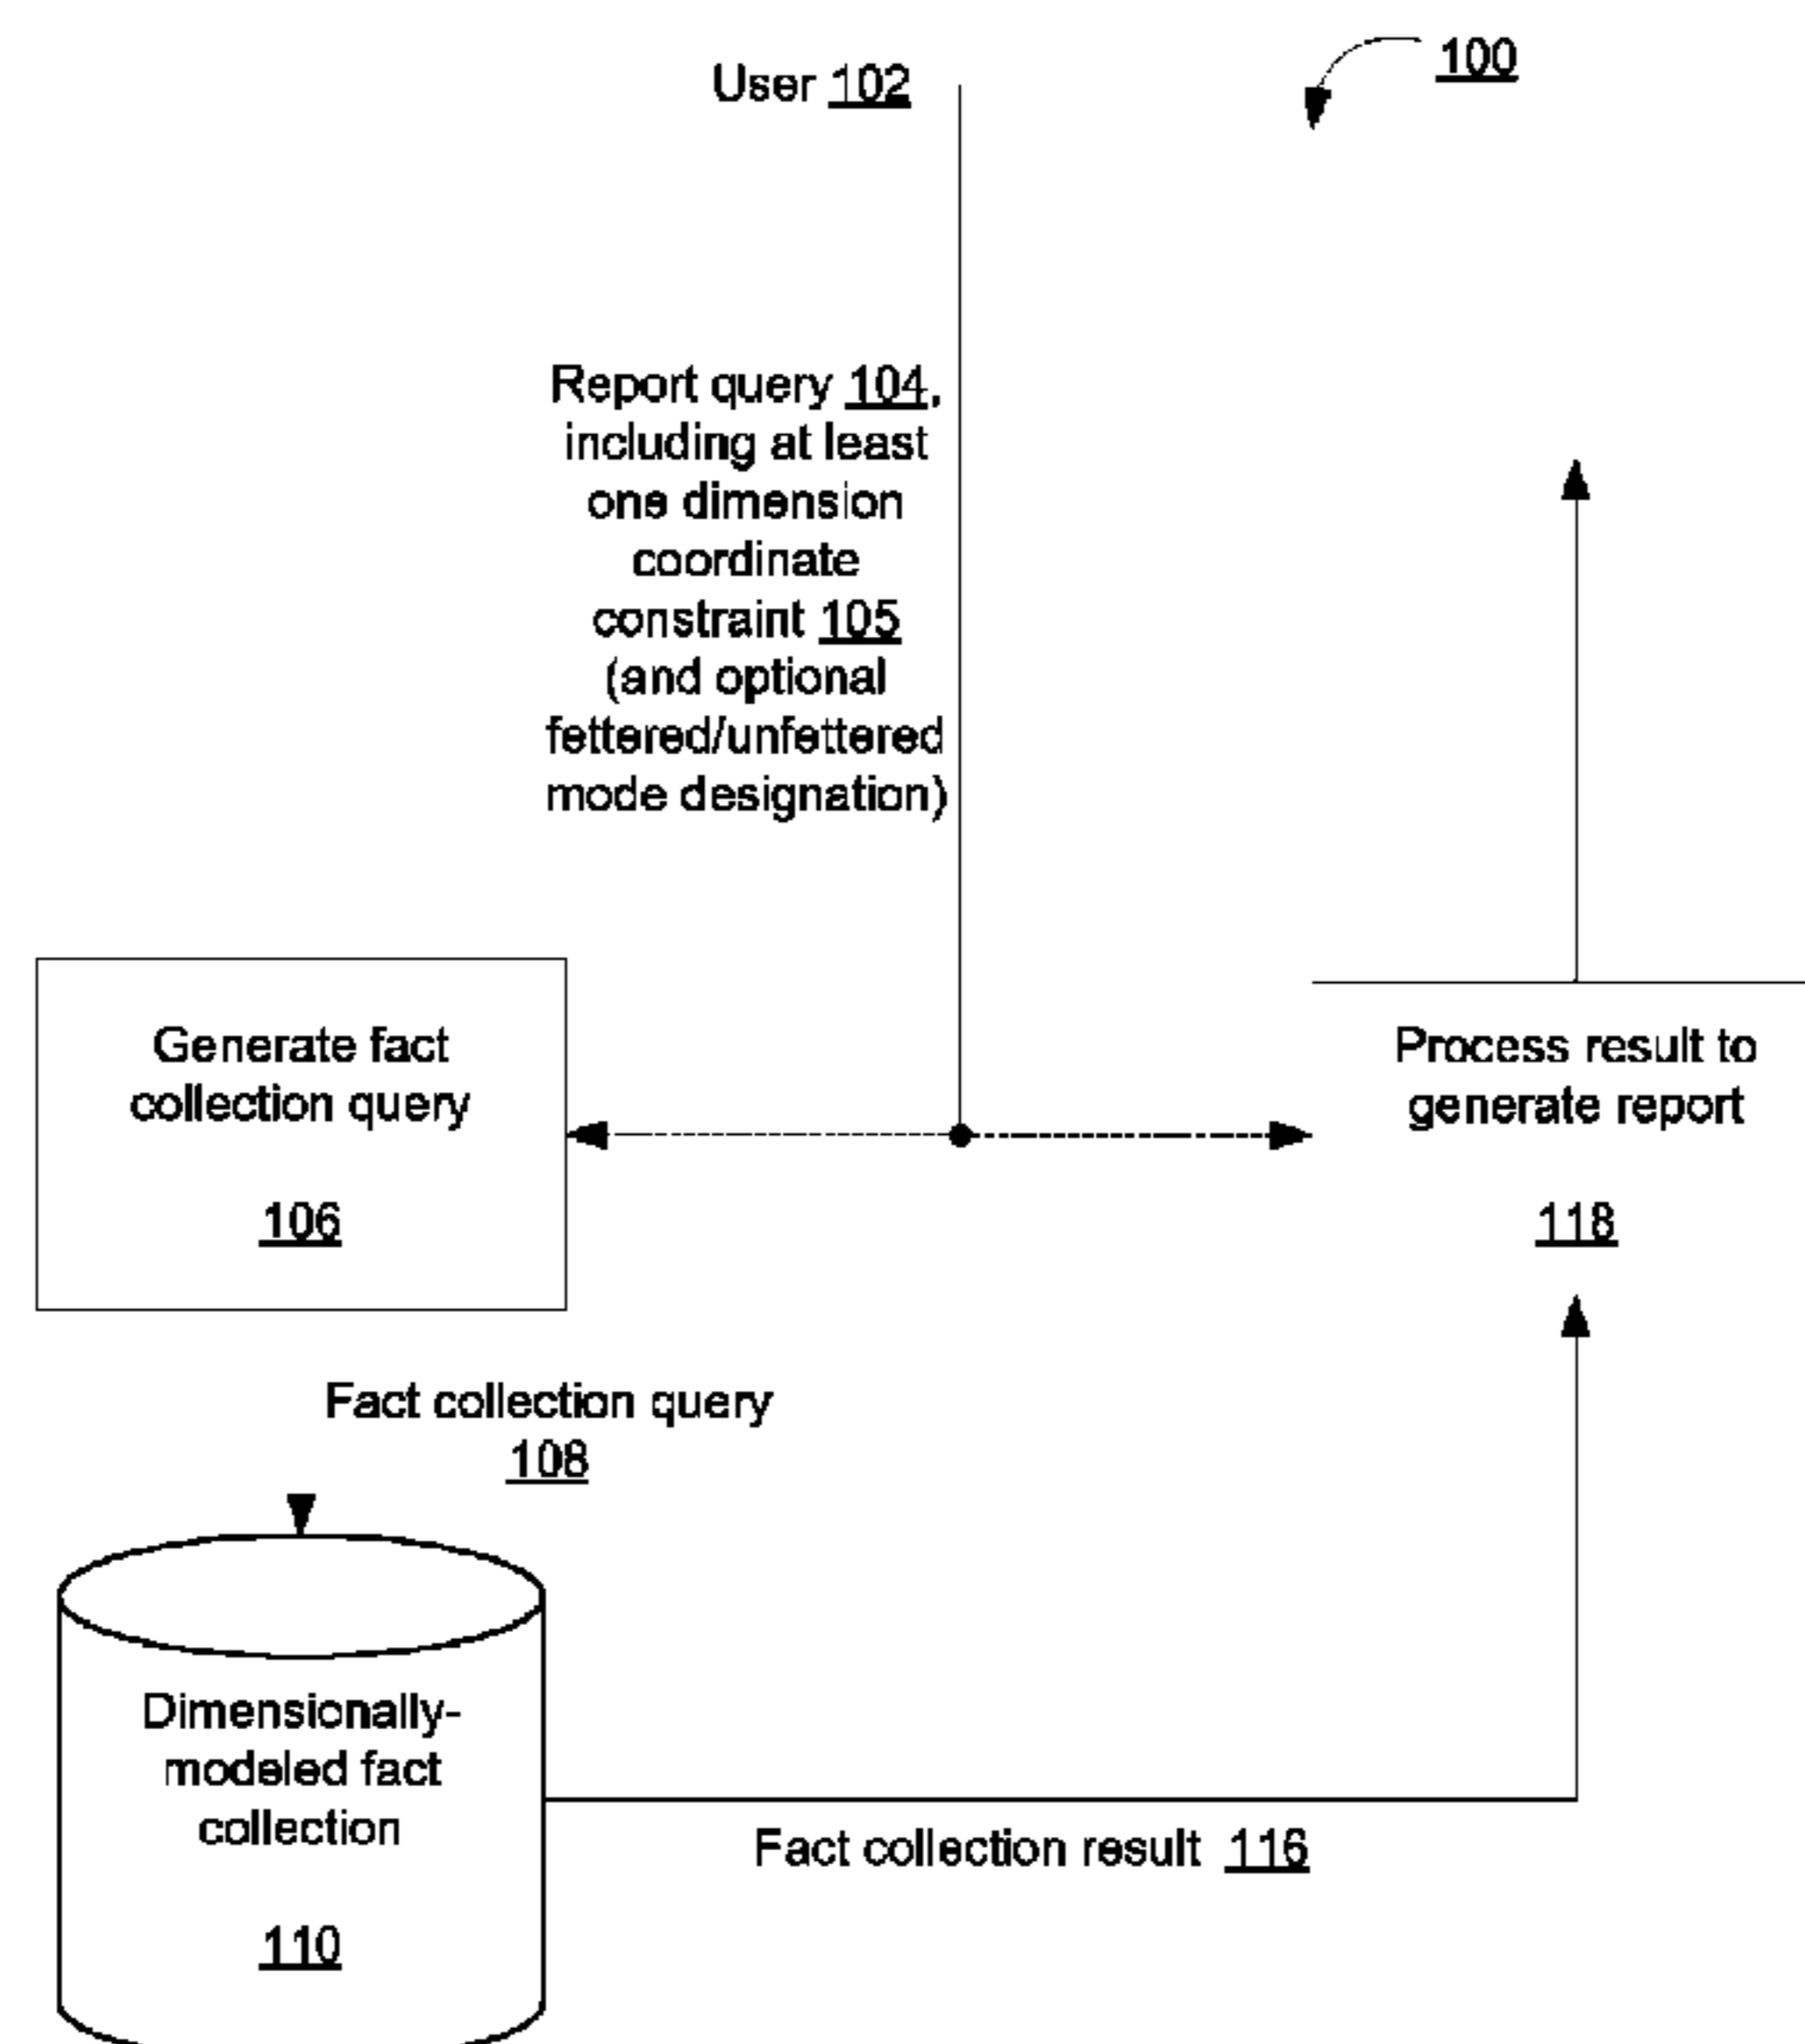 100
User 102
Report query 104,
including at least
one dimension
coordinate
constraint 105
(and optional
fettered/unfettered
mode designation)
Generate fact
collection query
106
Process result to
generate report
118
Fact collection query
108
Dimensionally-
modeled fact
collection
110
Fact collection result 116